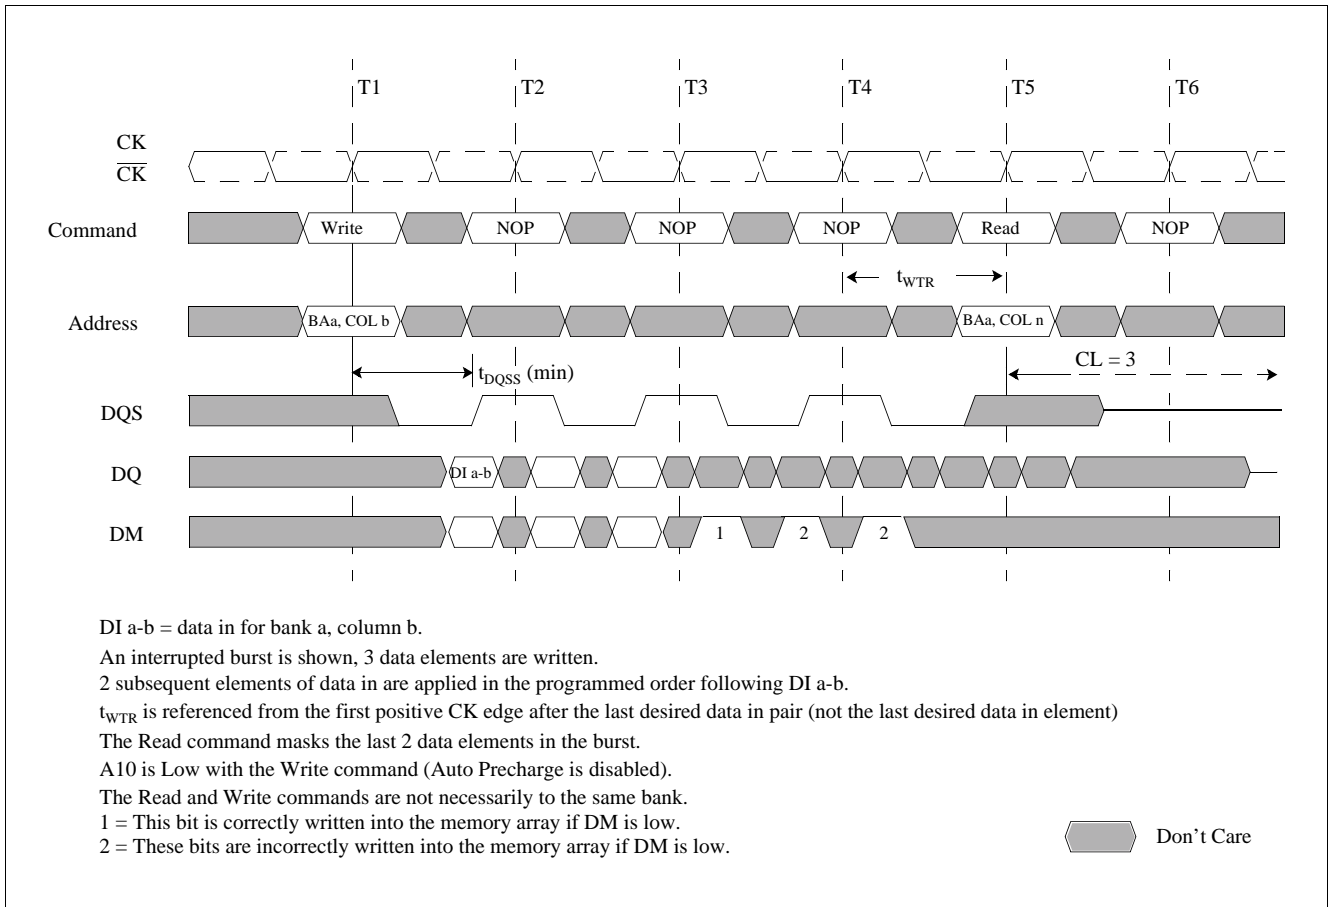 T1 T2 T3 T4 T5 T6
CK
CK
Command Write NOP NOP NOP Read NOP
tWTR
Address BAa, COL b BAa, COL n
tDQSS (min) CL = 3
DQS
DQ DI a-b
DM 1 2 2
DI a-b = data in for bank a, column b.
An interrupted burst is shown, 3 data elements are written.
2 subsequent elements of data in are applied in the programmed order following DI a-b.
tWTR is referenced from the first positive CK edge after the last desired data in pair (not the last desired data in element)
The Read command masks the last 2 data elements in the burst.
A10 is Low with the Write command (Auto Precharge is disabled).
The Read and Write commands are not necessarily to the same bank.
1 = This bit is correctly written into the memory array if DM is low.
2 = These bits are incorrectly written into the memory array if DM is low.
Don't Care